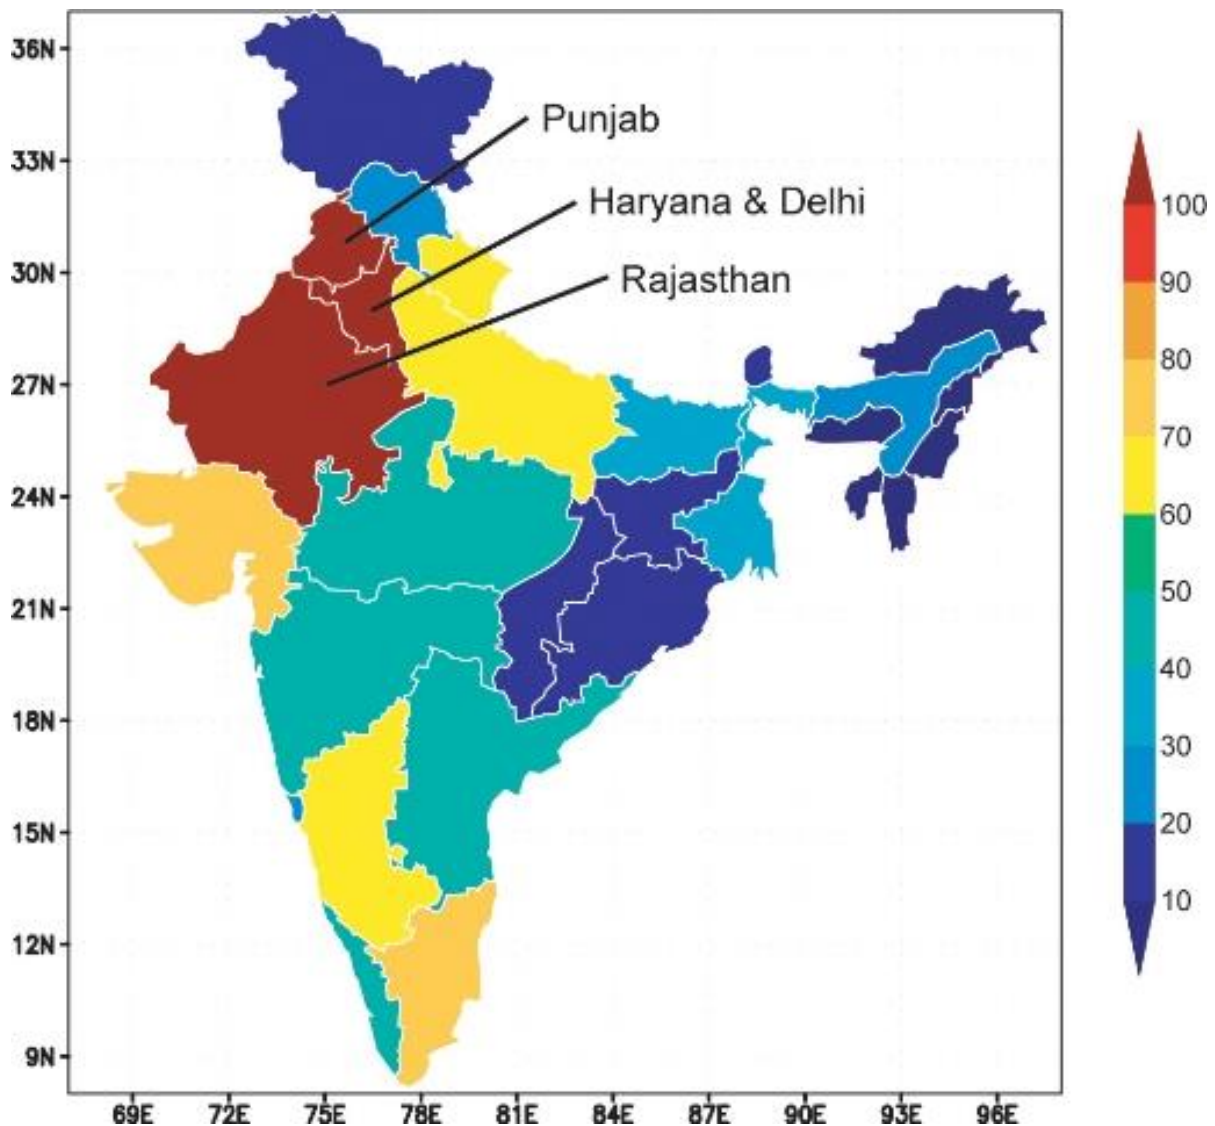 36N
33N
30N
27N
24N
21N
18N
15N
12N
9N
69E 72E 75E 78E 81E 84E 87E 90E 93E 96E
Punjab
Haryana & Delhi
Rajasthan
100
90
80
70
60
50
40
30
20
10